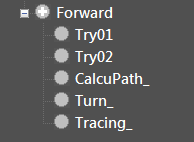 Forward
Try01
Try02
CalcuPath_
Turn_
Tracing_